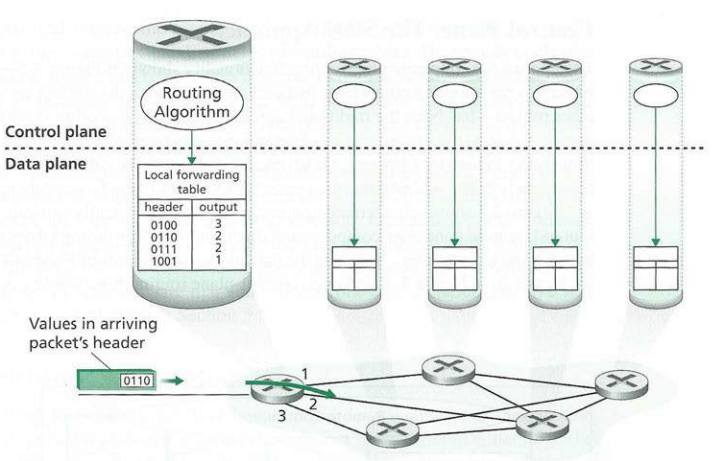 Routing
Algorithm
Control plane
Data plane
Local forwarding
table
header output
0100 3
0110 2
0111 2
1001 1
Values in arriving
packet's header
0110
1
2
3